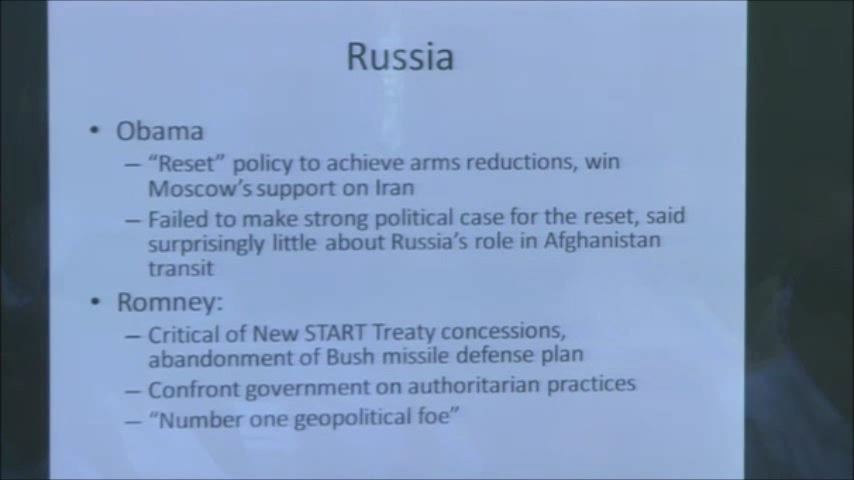 Russia
• Obama
– “Reset” policy to achieve arms reductions, win
Moscow’s support on Iran
– Failed to make strong political case for the reset, said
surprisingly little about Russia’s role in Afghanistan
transit
• Romney:
– Critical of New START Treaty concessions,
abandonment of Bush missile defense plan
– Confront government on authoritarian practices
– “Number one geopolitical foe”